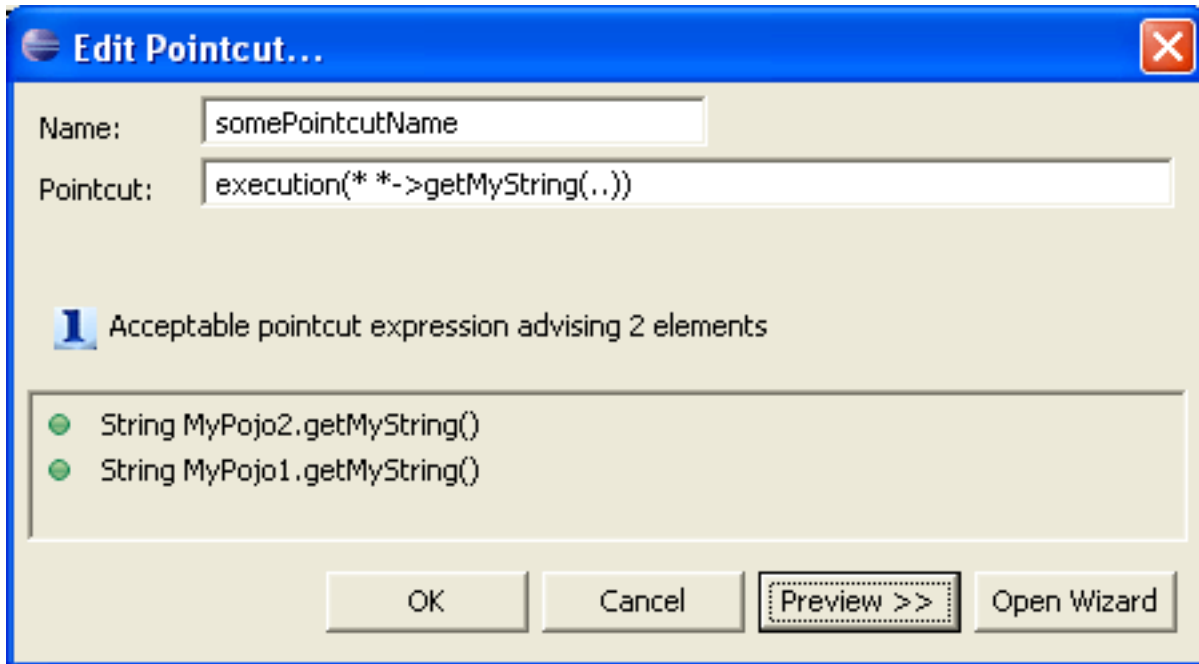 Edit Pointcut...
Name: somePointcutName
Pointcut: execution(* *->getMyString(..))
Acceptable pointcut expression advising 2 elements
String MyPojo2.getMyString()
String MyPojo1.getMyString()
OK Cancel Preview >> Open Wizard